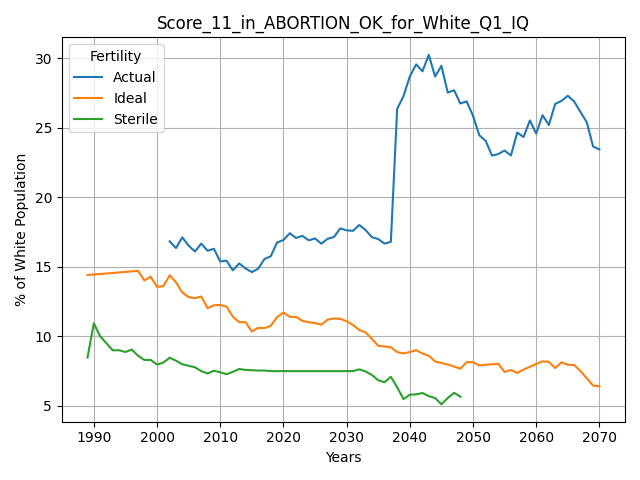 Score_11_in_ABORTION_OK_for_White_Q1_IQ
Fertility
Actual
Ideal
Sterile
% of White Population
30
25
20
15
10
5
1990 2000 2010 2020 2030 2040 2050 2060 2070
Years